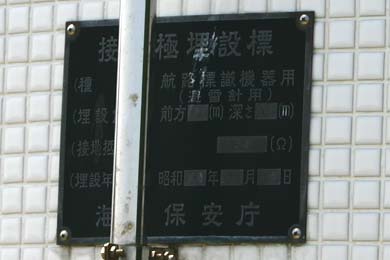 接 極埋設標
(種 航路標識機器用
(避雷針用)
(埋設 前方 (m) 深さ (m)
(接地抵 (Ω)
(埋設年 昭和 年 月 日
海 保安庁